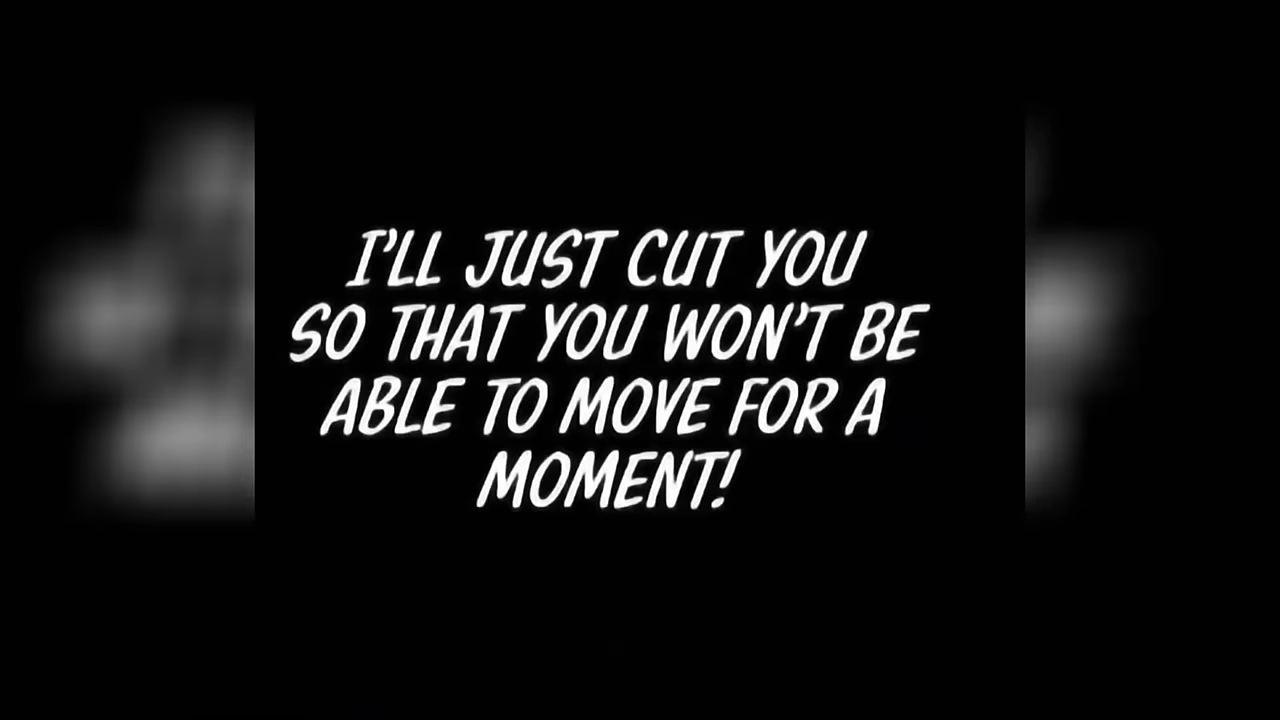 I'LL JUST CUT YOU
SO THAT YOU WON'T BE
ABLE TO MOVE FOR A
MOMENT!